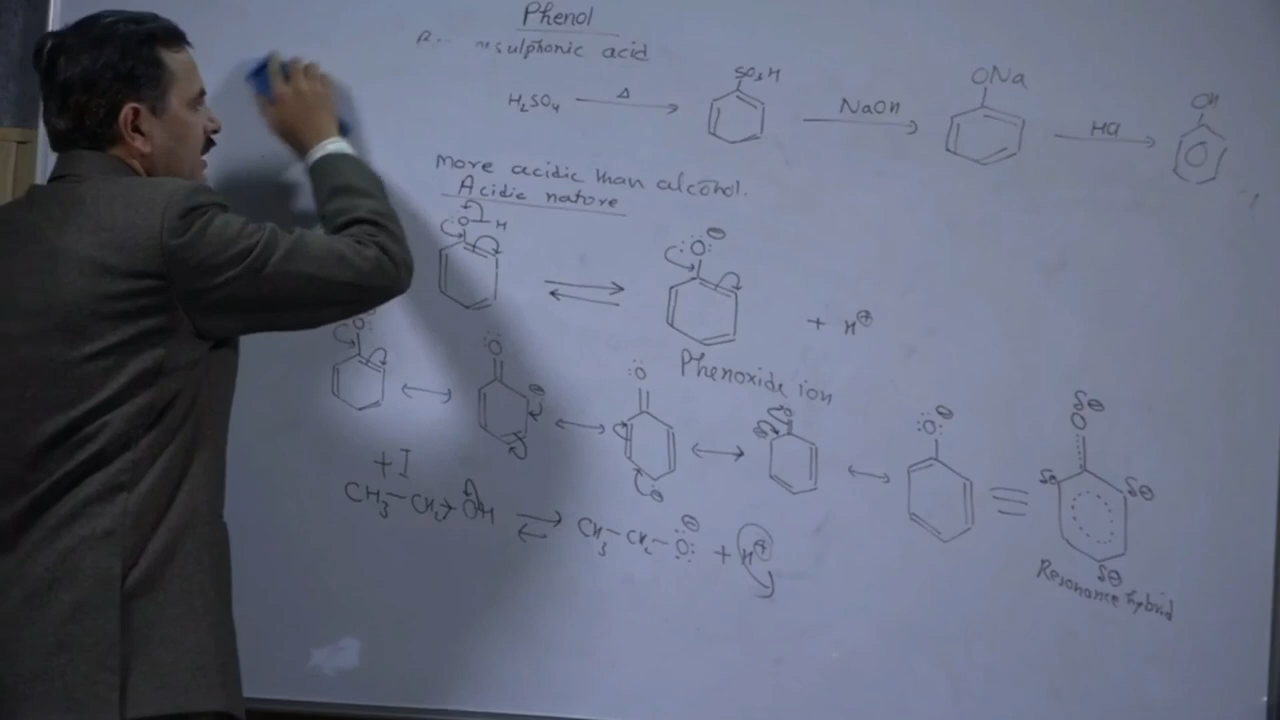 Phenol
sulphonic acid
H₂SO₄ Δ SO₃H NaOH ONa HCl OH
More acidic than alcohol.
Acidic nature
:O–H :O:⊖ + H⊕
Phenoxide ion
:O: :O: ⊖ :O: ⊖ :O:⊖ δ⊖ O δ⊖ δ⊖ δ⊖
+I
CH₃–CH₂→OH ⇌ CH₃–CH₂–O:⊖ + H⊕
Resonance hybrid